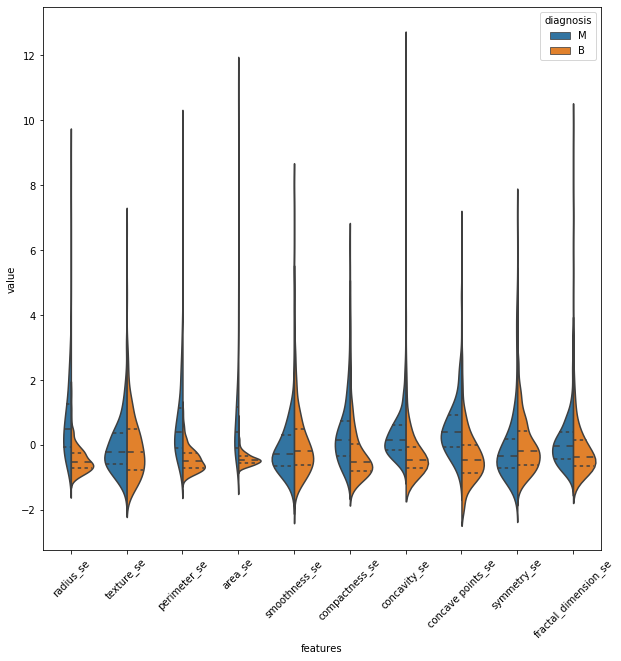 diagnosis
M
B
value
12
10
8
6
4
2
0
−2
radius_se
texture_se
perimeter_se
area_se
smoothness_se
compactness_se
concavity_se
concave points_se
symmetry_se
fractal_dimension_se
features